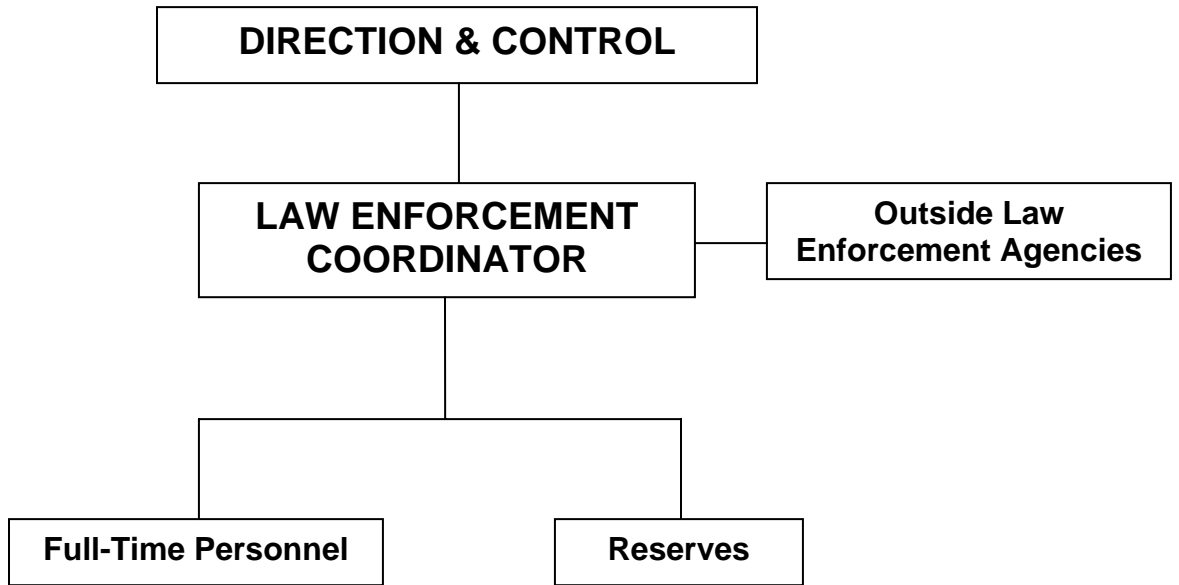 DIRECTION & CONTROL
LAW ENFORCEMENT
COORDINATOR
Outside Law
Enforcement Agencies
Full-Time Personnel
Reserves